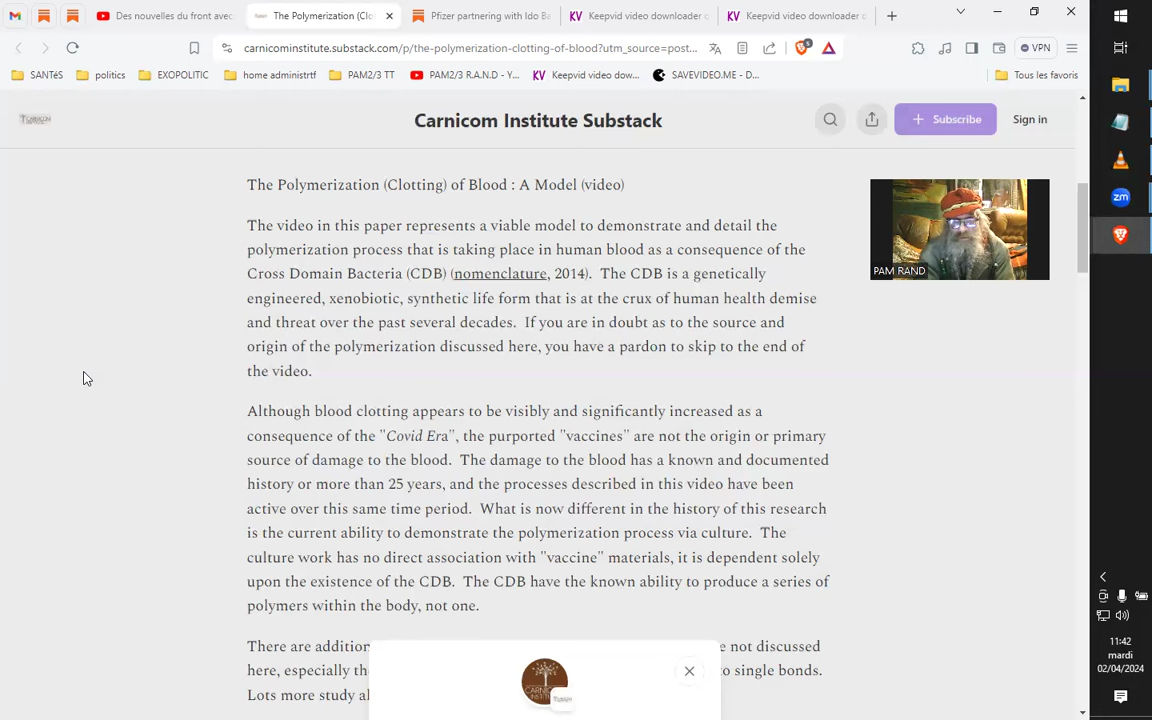 Des nouvelles du front avec
The Polymerization (Clo
Pfizer partnering with Ido Ba
KV Keepvid video downloader o
KV Keepvid video downloader o
carnicominstitute.substack.com/p/the-polymerization-clotting-of-blood?utm_source=post...
5
VPN
SANTéS
politics
EXOPOLITIC
home administrtf
PAM2/3 TT
PAM2/3 R.A.N.D - Y...
KV Keepvid video dow...
SAVEVIDEO.ME - D...
Tous les favoris
Carnicom Institute Substack
Subscribe
Sign in
The Polymerization (Clotting) of Blood : A Model (video)
The video in this paper represents a viable model to demonstrate and detail the
polymerization process that is taking place in human blood as a consequence of the
Cross Domain Bacteria (CDB) (nomenclature, 2014). The CDB is a genetically
engineered, xenobiotic, synthetic life form that is at the crux of human health demise
and threat over the past several decades. If you are in doubt as to the source and
origin of the polymerization discussed here, you have a pardon to skip to the end of
the video.
PAM RAND
Although blood clotting appears to be visibly and significantly increased as a
consequence of the "Covid Era", the purported "vaccines" are not the origin or primary
source of damage to the blood. The damage to the blood has a known and documented
history or more than 25 years, and the processes described in this video have been
active over this same time period. What is now different in the history of this research
is the current ability to demonstrate the polymerization process via culture. The
culture work has no direct association with "vaccine" materials, it is dependent solely
upon the existence of the CDB. The CDB have the known ability to produce a series of
polymers within the body, not one.
There are addition
e not discussed
here, especially the
to single bonds.
Lots more study al
zm
11:42
mardi
02/04/2024